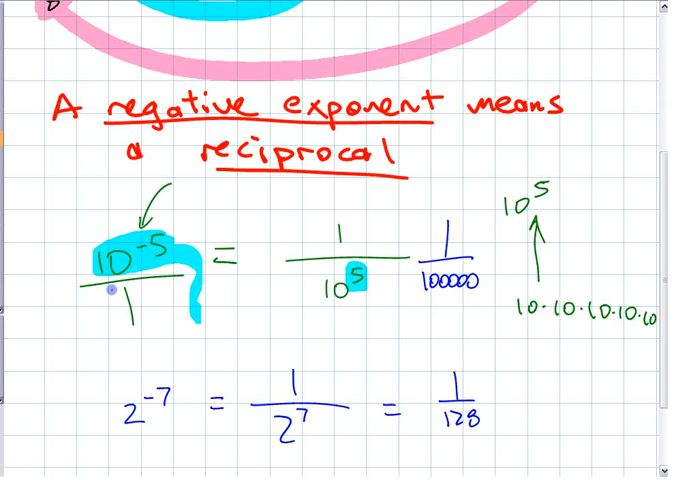 A negative exponent means
a reciprocal
10^5
10^-5 / 1 = 1 / 10^5 1 / 100000
10·10·10·10·10
2^-7 = 1 / 2^7 = 1 / 128